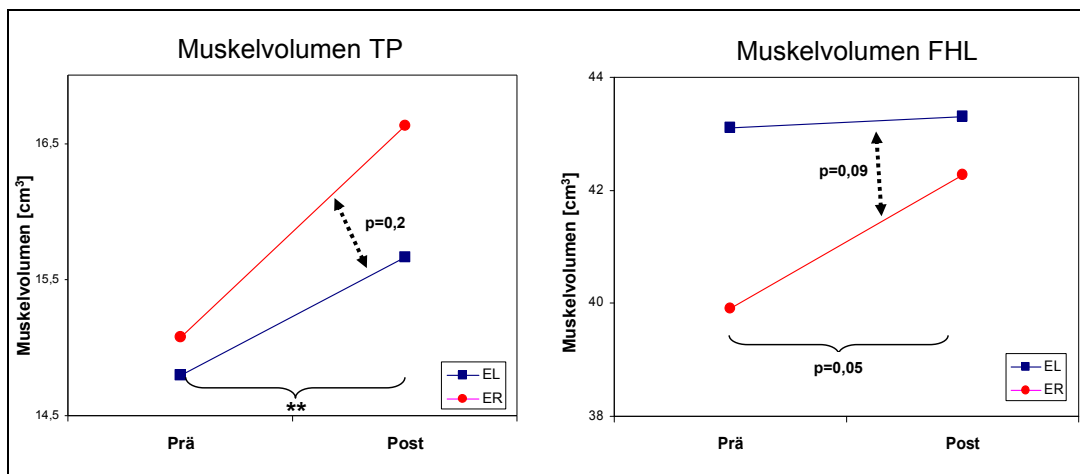 Muskelvolumen TP
Muskelvolumen [cm³]
16,5
15,5
14,5
p=0,2
**
EL
ER
Prä
Post
Muskelvolumen FHL
Muskelvolumen [cm³]
44
42
40
38
p=0,09
p=0,05
EL
ER
Prä
Post